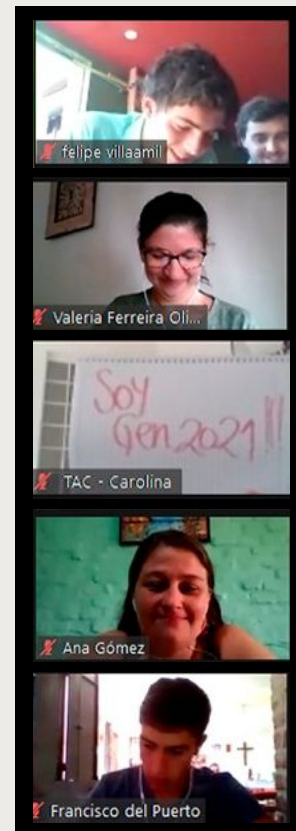 felipe villaamil
Valeria Ferreira Oli...
Soy
Gen 2021!!!
TAC - Carolina
Ana Gómez
Francisco del Puerto